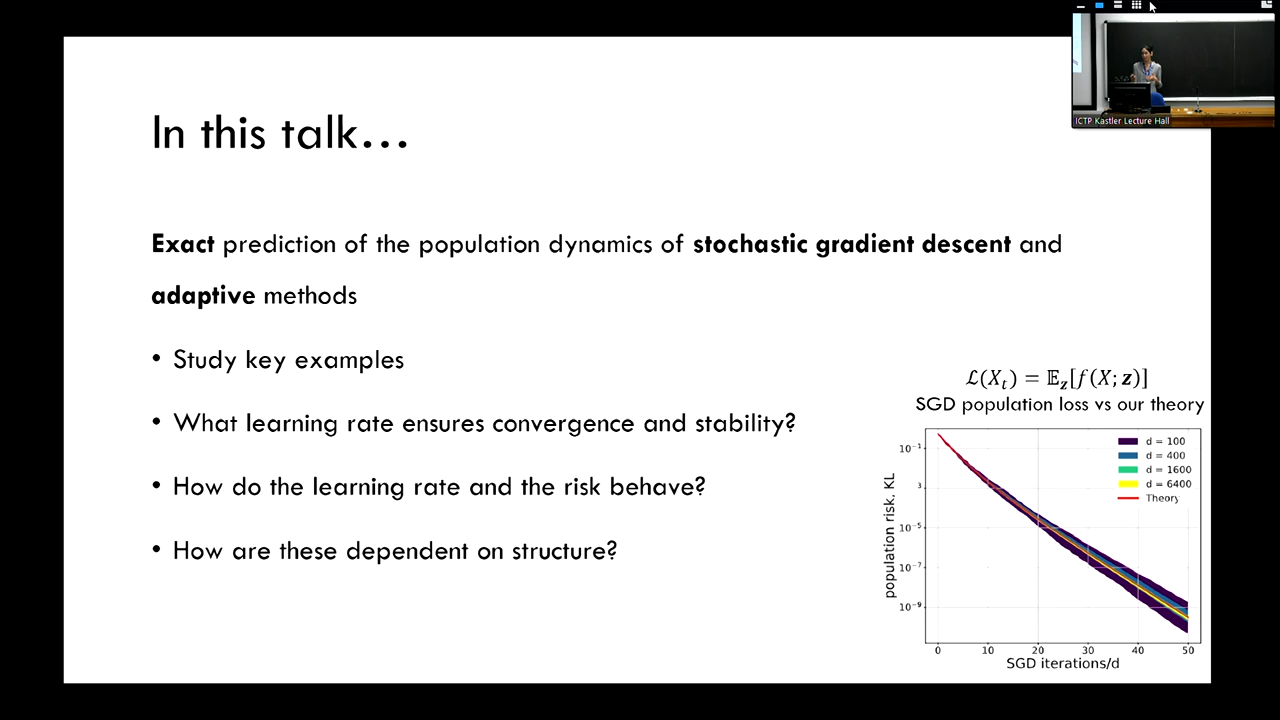 ICTP Kastler Lecture Hall
In this talk…
Exact prediction of the population dynamics of stochastic gradient descent and
adaptive methods
• Study key examples
• What learning rate ensures convergence and stability?
• How do the learning rate and the risk behave?
• How are these dependent on structure?
ℒ(X_t) = 𝔼_z[f(X; z)]
SGD population loss vs our theory
population risk, KL
10⁻¹
3
10⁻⁵
10⁻⁷
10⁻⁹
d = 100
d = 400
d = 1600
d = 6400
Theory
0 10 20 30 40 50
SGD iterations/d